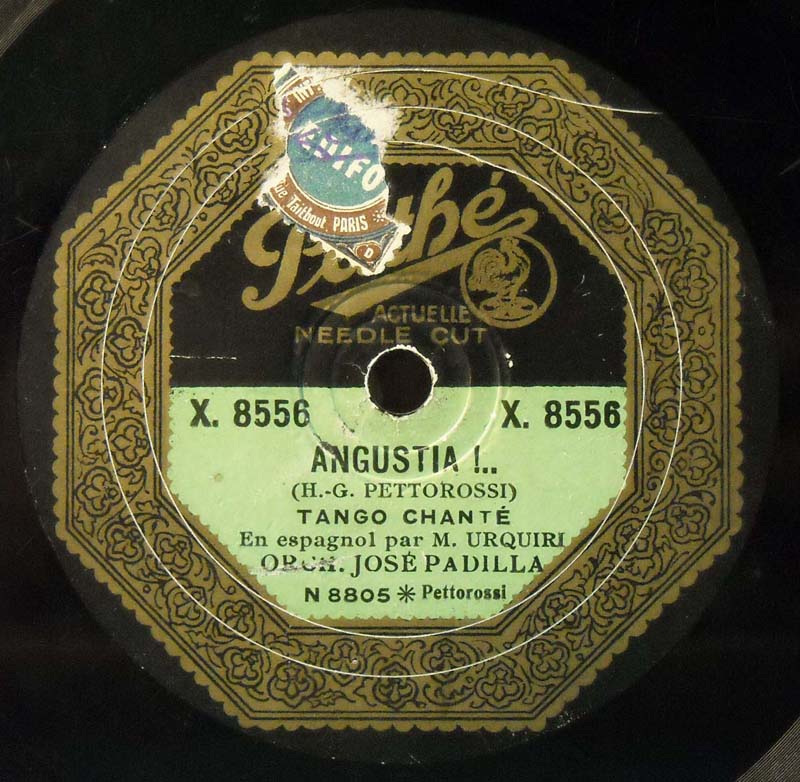 INT
Rue Taitbout, PARIS
D
Pathé
ACTUELLE
NEEDLE CUT
X. 8556 X. 8556
ANGUSTIA !..
(H.-G. PETTOROSSI)
TANGO CHANTÉ
En espagnol par M. URQUIRI
ORCH. JOSÉ PADILLA
N 8805 * Pettorossi